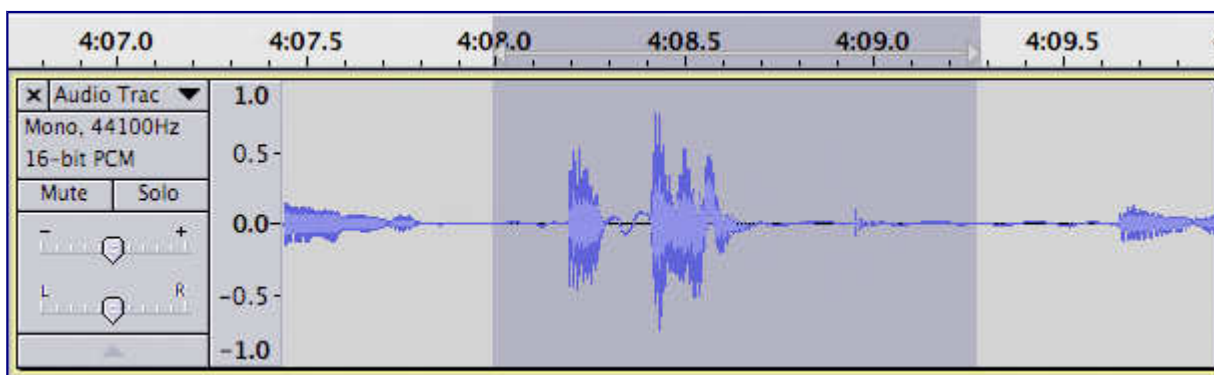 4:07.0 4:07.5 4:08.0 4:08.5 4:09.0 4:09.5
× Audio Trac ▼ 1.0
Mono, 44100Hz
16-bit PCM 0.5-
Mute Solo
0.0-
- +
L R -0.5-
-1.0